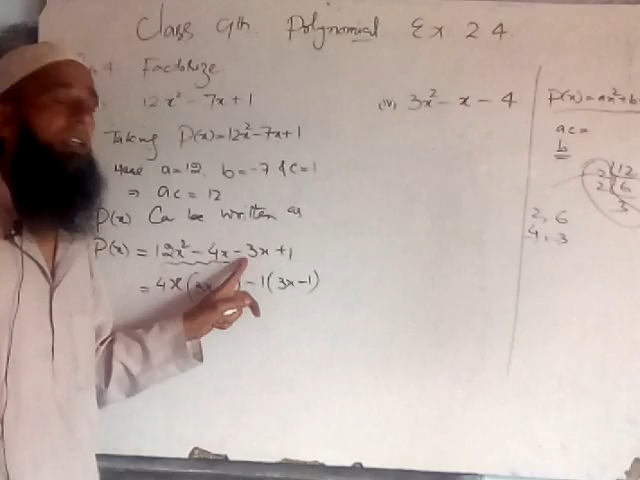 Class 9th Polynomial Ex 2 4
Factorize
12x² - 7x + 1
Taking P(x) = 12x² - 7x + 1
Here a = 12, b = -7 & c = 1
⇒ ac = 12
P(x) Ca be written as
P(x) = 12x² - 4x - 3x + 1
= 4x( - 1(3x - 1)
(iv) 3x² - x - 4
P(x) = ax² + b
ac =
b
2 | 12
2 | 6
3
2, 6
4, 3